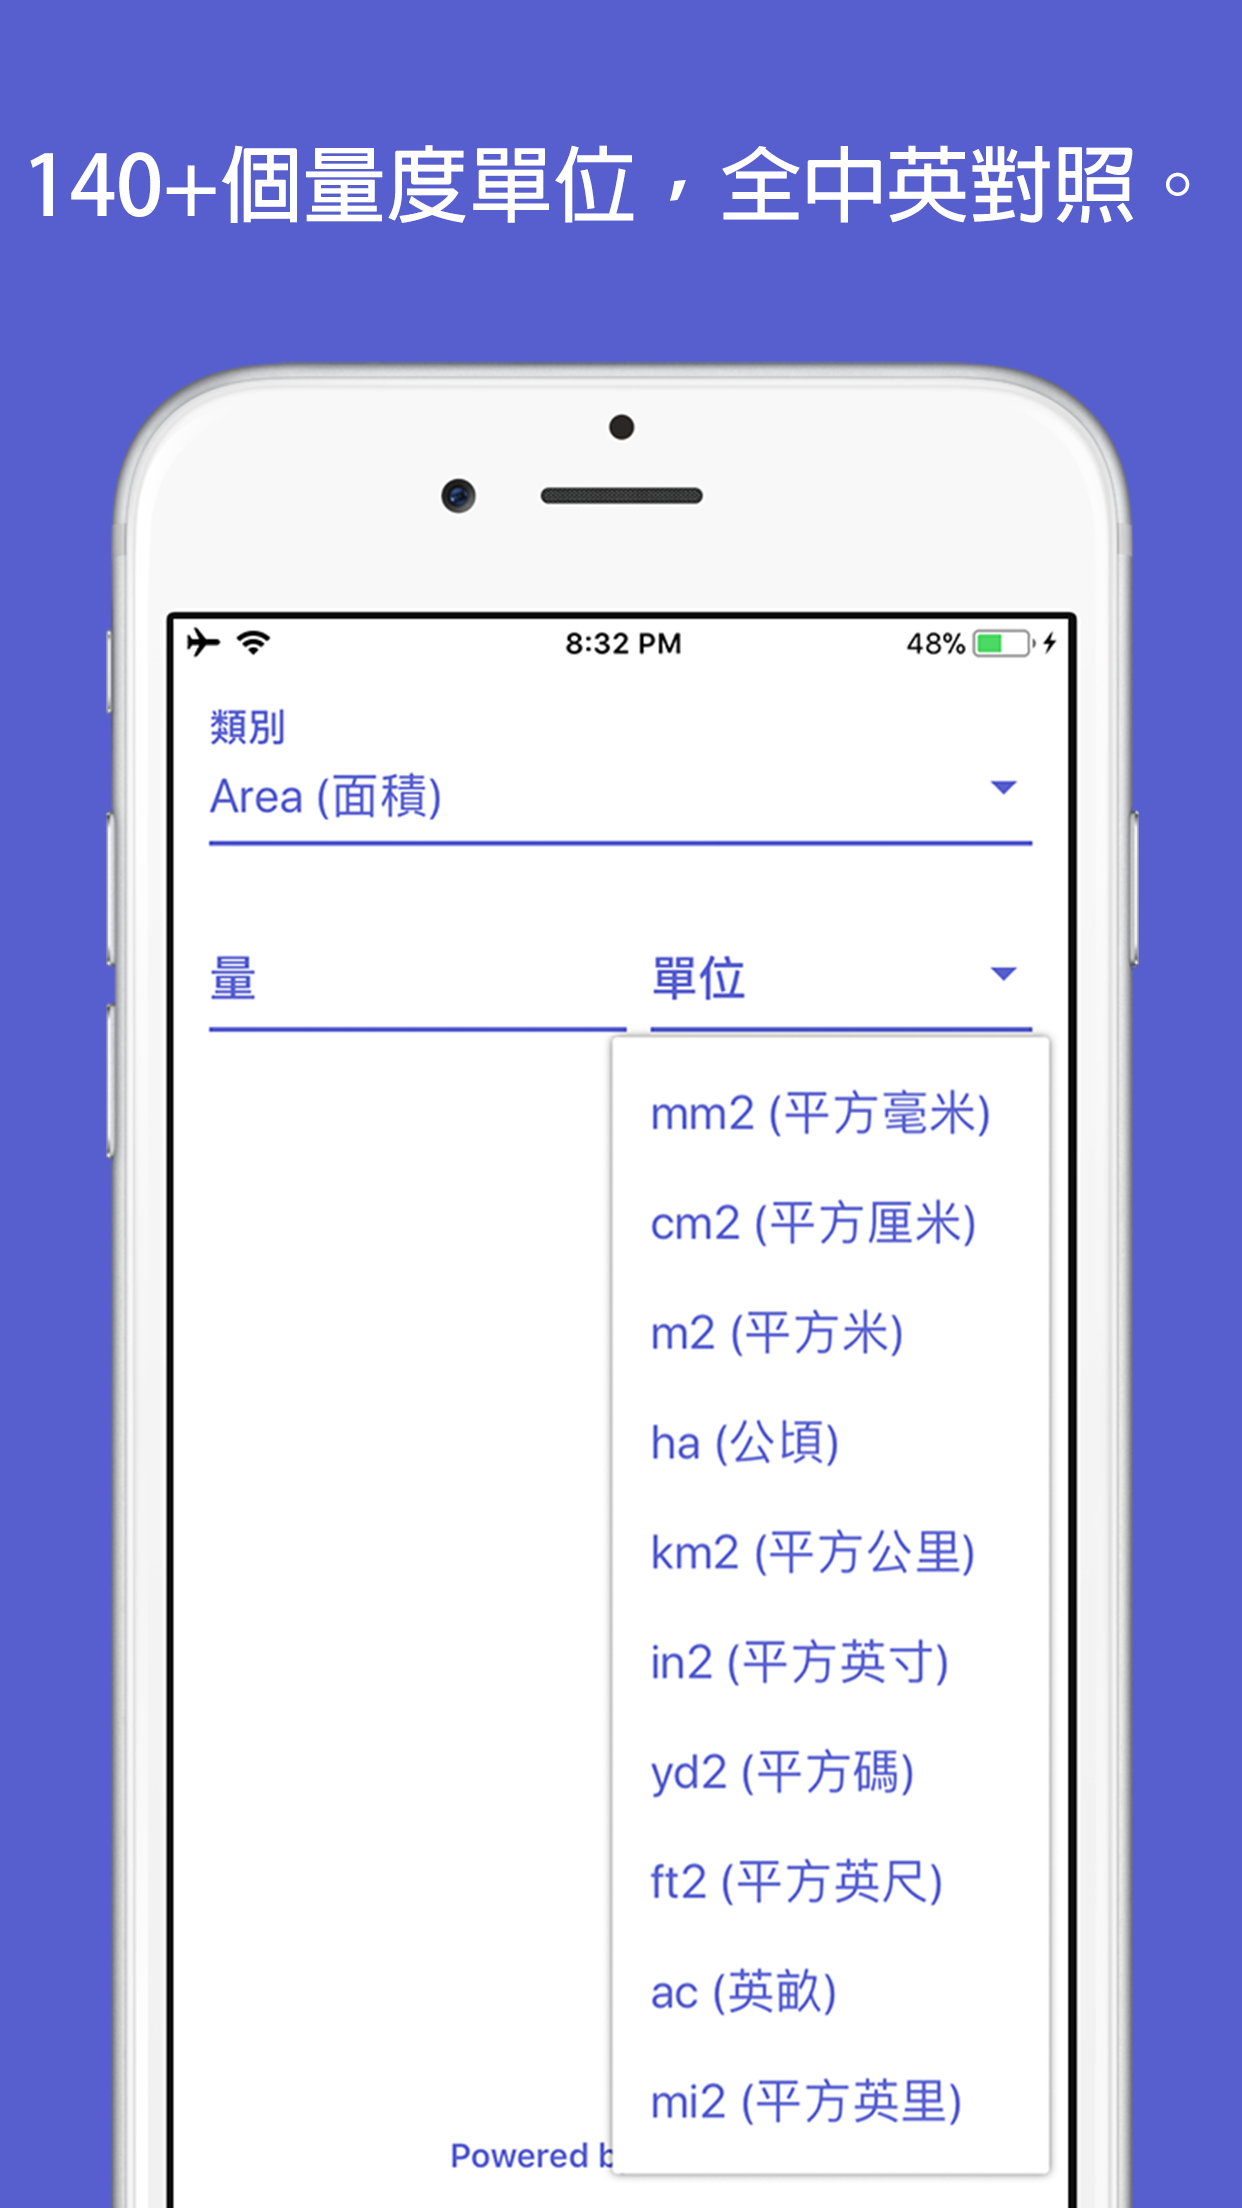 140+個量度單位，全中英對照。
8:32 PM
48%
類別
Area (面積)
量
單位
mm2 (平方毫米)
cm2 (平方厘米)
m2 (平方米)
ha (公頃)
km2 (平方公里)
in2 (平方英寸)
yd2 (平方碼)
ft2 (平方英尺)
ac (英畝)
mi2 (平方英里)
Powered